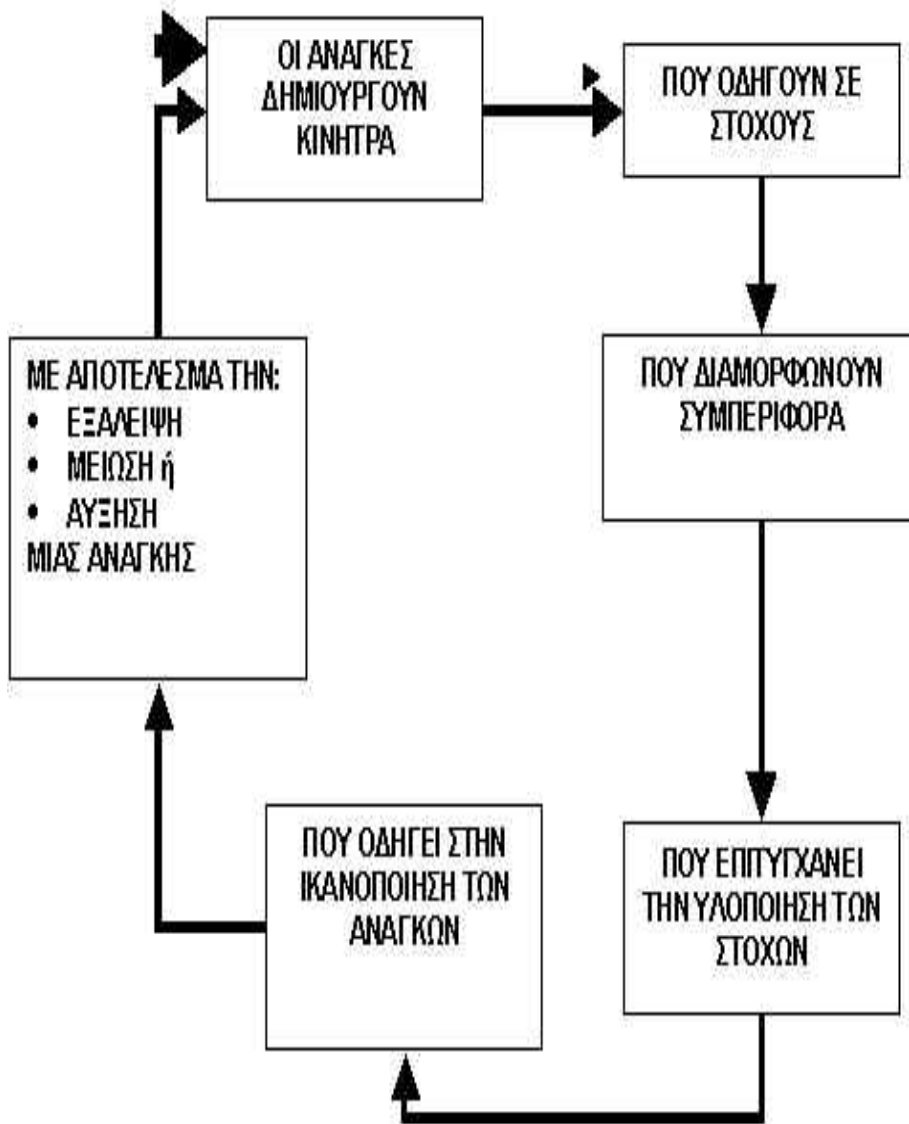 ΟΙ ΑΝΑΓΚΕΣ
ΔΗΜΙΟΥΡΓΟΥΝ
ΚΙΝΗΤΡΑ
ΠΟΥ ΟΔΗΓΟΥΝ ΣΕ
ΣΤΟΧΟΥΣ
ΠΟΥ ΔΙΑΜΟΡΦΩΝΟΥΝ
ΣΥΜΠΕΡΙΦΟΡΑ
ΠΟΥ ΕΠΙΤΥΓΧΑΝΕΙ
ΤΗΝ ΥΛΟΠΟΙΗΣΗ ΤΩΝ
ΣΤΟΧΩΝ
ΠΟΥ ΟΔΗΓΕΙ ΣΤΗΝ
ΙΚΑΝΟΠΟΙΗΣΗ ΤΩΝ
ΑΝΑΓΚΩΝ
ΜΕ ΑΠΟΤΕΛΕΣΜΑ ΤΗΝ:
• ΕΞΑΛΕΙΨΗ
• ΜΕΙΩΣΗ ή
• ΑΥΞΗΣΗ
ΜΙΑΣ ΑΝΑΓΚΗΣ